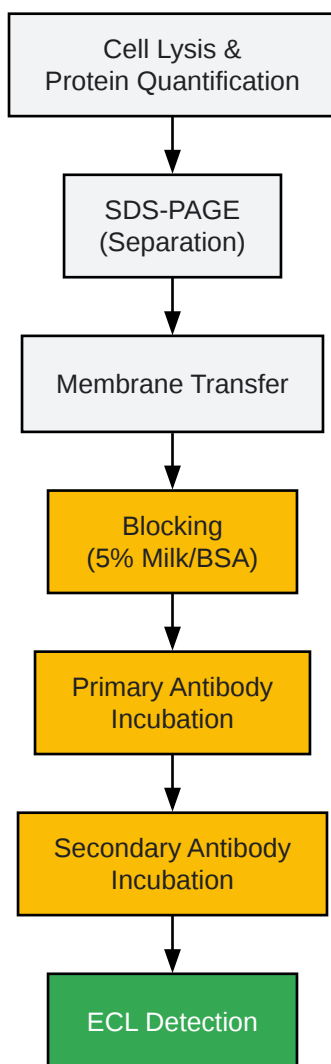 Cell Lysis &
Protein Quantification
SDS-PAGE
(Separation)
Membrane Transfer
Blocking
(5% Milk/BSA)
Primary Antibody
Incubation
Secondary Antibody
Incubation
ECL Detection